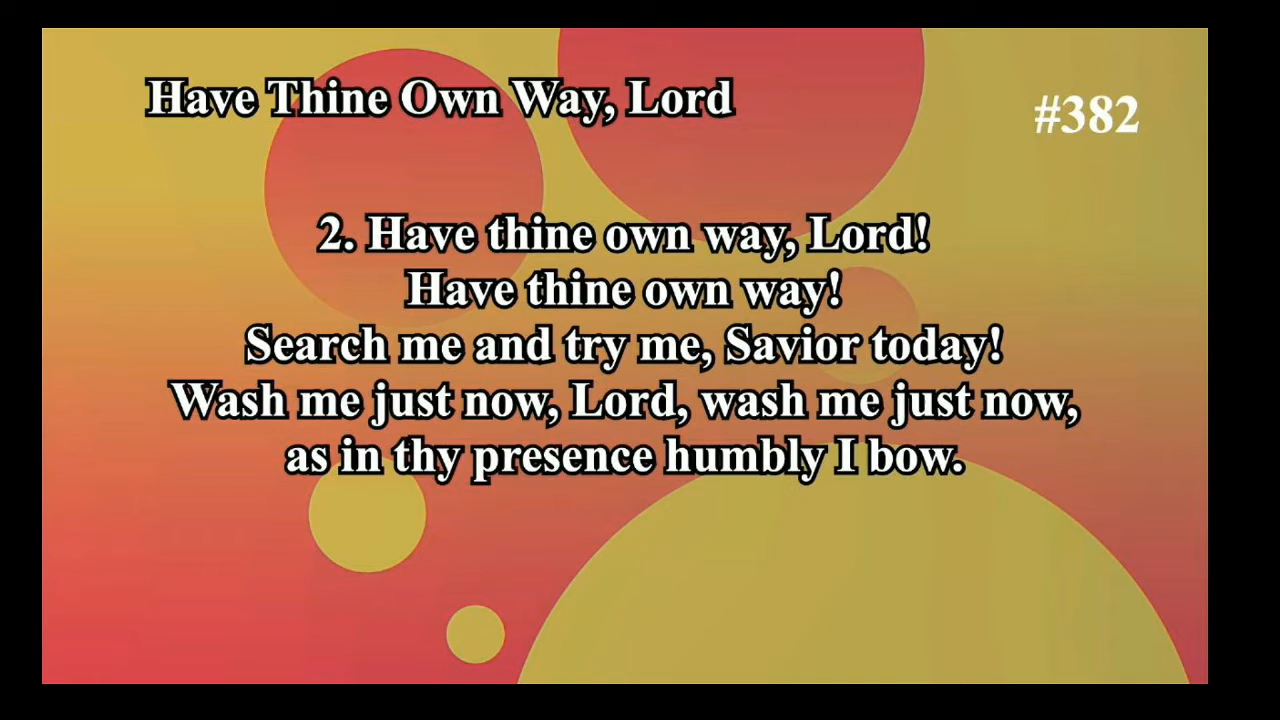 Have Thine Own Way, Lord
#382
2. Have thine own way, Lord!
Have thine own way!
Search me and try me, Savior today!
Wash me just now, Lord, wash me just now,
as in thy presence humbly I bow.